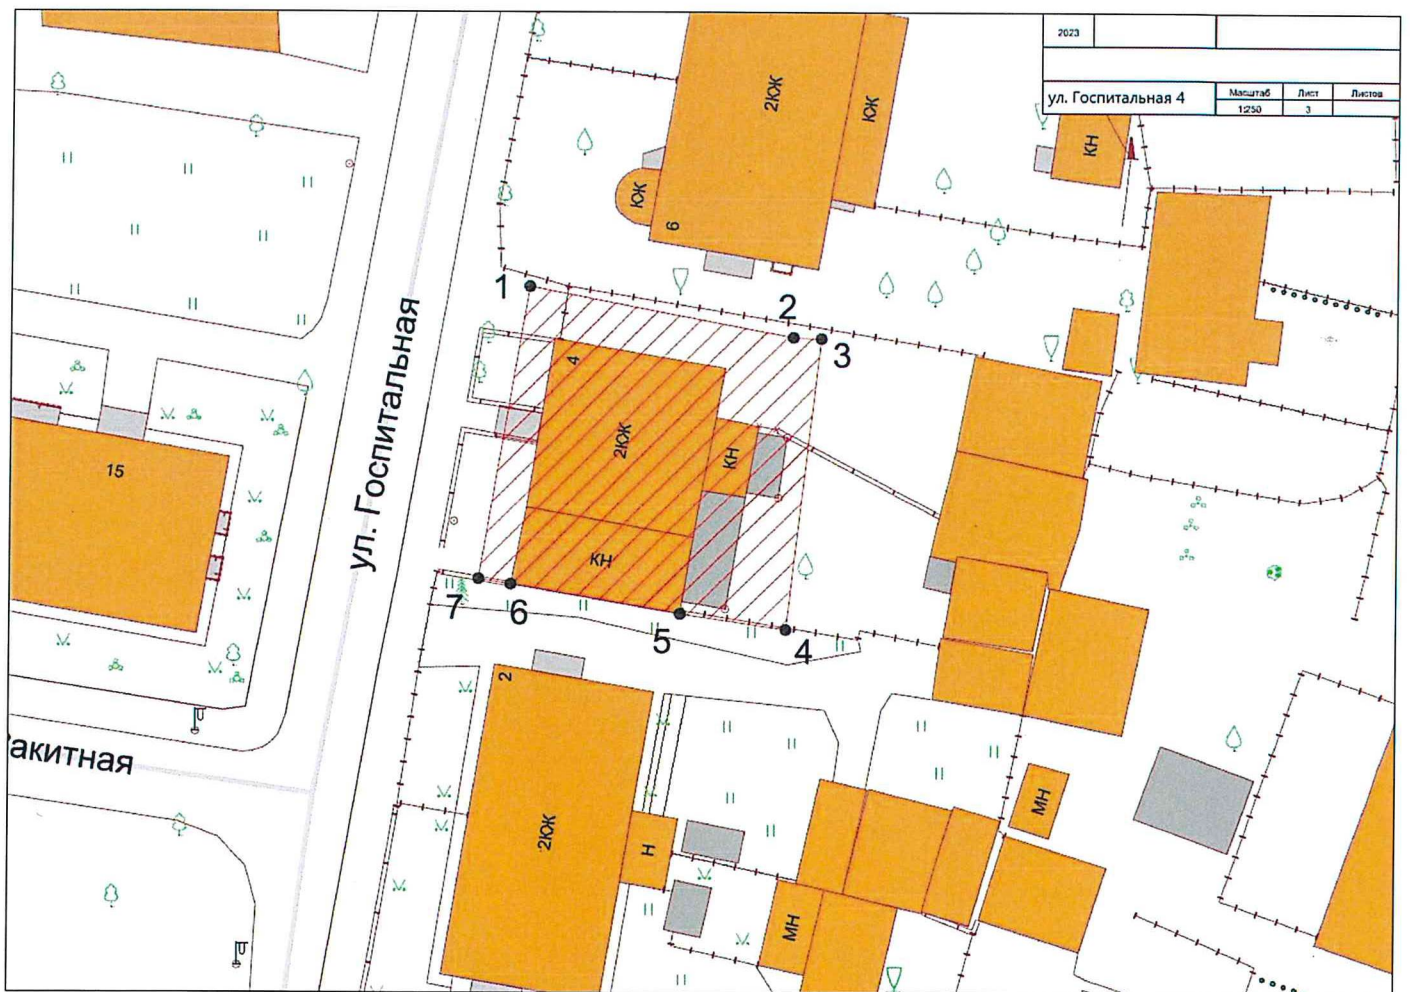 2023
ул. Госпитальная 4
Масштаб
Лист
Листов
1:250
3
2КЖ
КЖ
КЖ
6
КН
1
2
3
4
2КЖ
КН
КН
7
6
5
4
ул. Госпитальная
15
акитная
2
2КЖ
Н
МН
МН